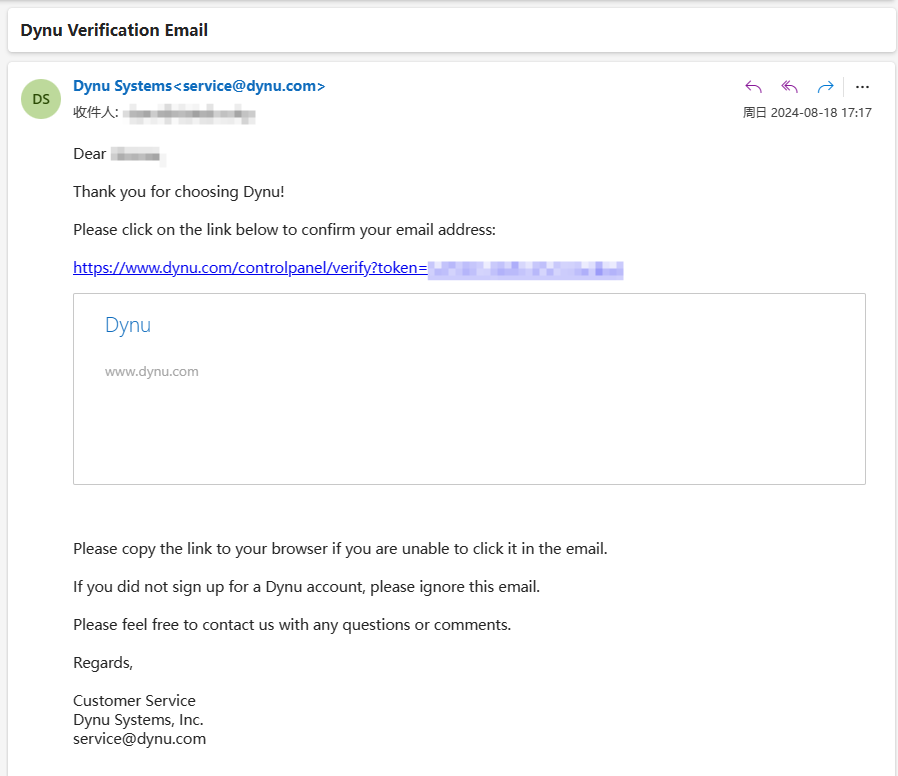 Dynu Verification Email
DS
Dynu Systems<service@dynu.com>
收件人:
周日 2024-08-18 17:17
Dear
Thank you for choosing Dynu!
Please click on the link below to confirm your email address:
https://www.dynu.com/controlpanel/verify?token=
Dynu
www.dynu.com
Please copy the link to your browser if you are unable to click it in the email.
If you did not sign up for a Dynu account, please ignore this email.
Please feel free to contact us with any questions or comments.
Regards,
Customer Service
Dynu Systems, Inc.
service@dynu.com